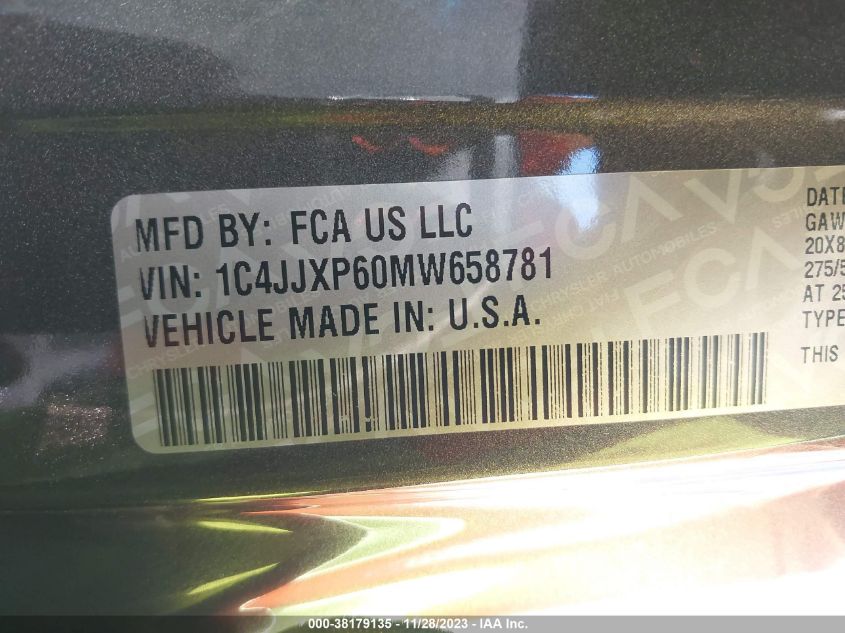 MFD BY: FCA US LLC
VIN: 1C4JJXP60MW658781
VEHICLE MADE IN: U.S.A.
DATE
GAW
20X8
275/5
AT 25
TYPE
THIS
000-38179135 - 11/28/2023 - IAA Inc.